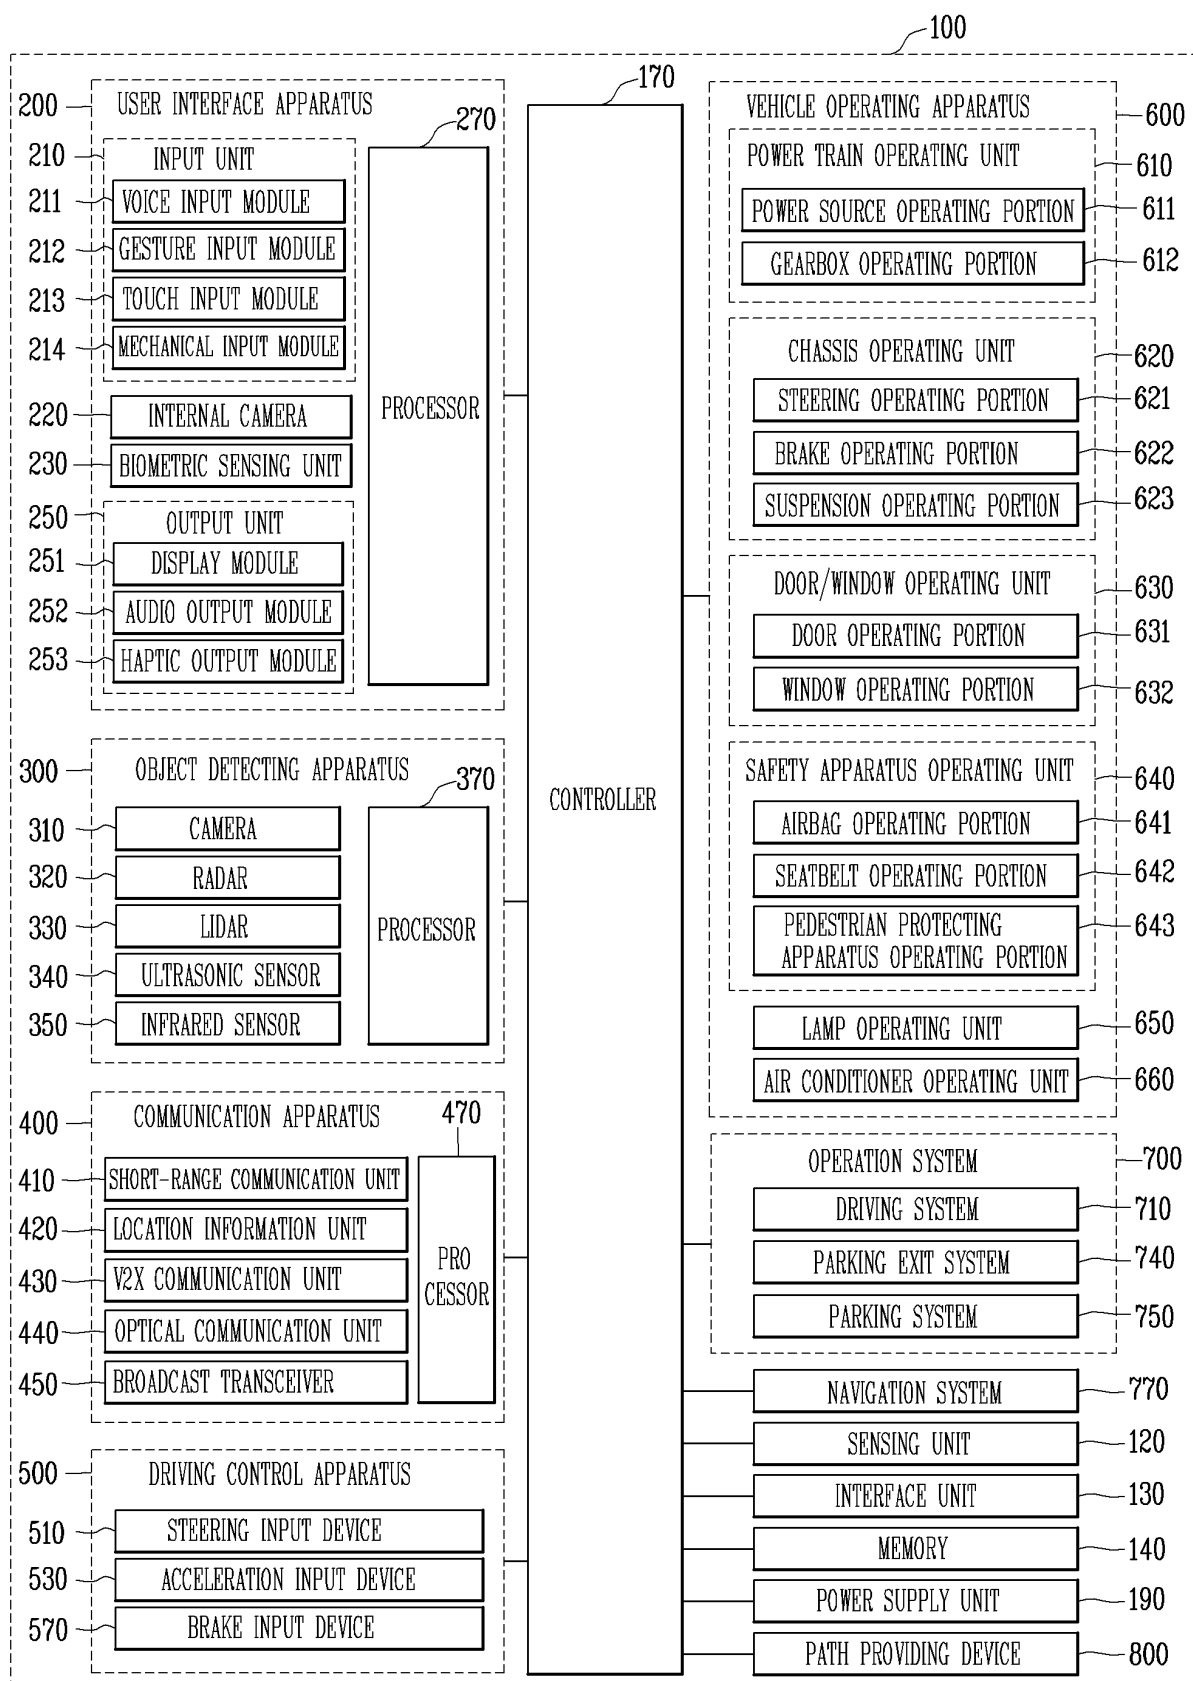 100
200
USER INTERFACE APPARATUS
270
210
INPUT UNIT
211
VOICE INPUT MODULE
212
GESTURE INPUT MODULE
213
TOUCH INPUT MODULE
214
MECHANICAL INPUT MODULE
220
INTERNAL CAMERA
230
BIOMETRIC SENSING UNIT
250
OUTPUT UNIT
251
DISPLAY MODULE
252
AUDIO OUTPUT MODULE
253
HAPTIC OUTPUT MODULE
PROCESSOR
300
OBJECT DETECTING APPARATUS
370
310
CAMERA
320
RADAR
330
LIDAR
340
ULTRASONIC SENSOR
350
INFRARED SENSOR
PROCESSOR
400
COMMUNICATION APPARATUS
470
410
SHORT-RANGE COMMUNICATION UNIT
420
LOCATION INFORMATION UNIT
430
V2X COMMUNICATION UNIT
440
OPTICAL COMMUNICATION UNIT
450
BROADCAST TRANSCEIVER
PRO
CESSOR
500
DRIVING CONTROL APPARATUS
510
STEERING INPUT DEVICE
530
ACCELERATION INPUT DEVICE
570
BRAKE INPUT DEVICE
170
CONTROLLER
VEHICLE OPERATING APPARATUS
600
POWER TRAIN OPERATING UNIT
610
POWER SOURCE OPERATING PORTION
611
GEARBOX OPERATING PORTION
612
CHASSIS OPERATING UNIT
620
STEERING OPERATING PORTION
621
BRAKE OPERATING PORTION
622
SUSPENSION OPERATING PORTION
623
DOOR/WINDOW OPERATING UNIT
630
DOOR OPERATING PORTION
631
WINDOW OPERATING PORTION
632
SAFETY APPARATUS OPERATING UNIT
640
AIRBAG OPERATING PORTION
641
SEATBELT OPERATING PORTION
642
PEDESTRIAN PROTECTING
APPARATUS OPERATING PORTION
643
LAMP OPERATING UNIT
650
AIR CONDITIONER OPERATING UNIT
660
OPERATION SYSTEM
700
DRIVING SYSTEM
710
PARKING EXIT SYSTEM
740
PARKING SYSTEM
750
NAVIGATION SYSTEM
770
SENSING UNIT
120
INTERFACE UNIT
130
MEMORY
140
POWER SUPPLY UNIT
190
PATH PROVIDING DEVICE
800